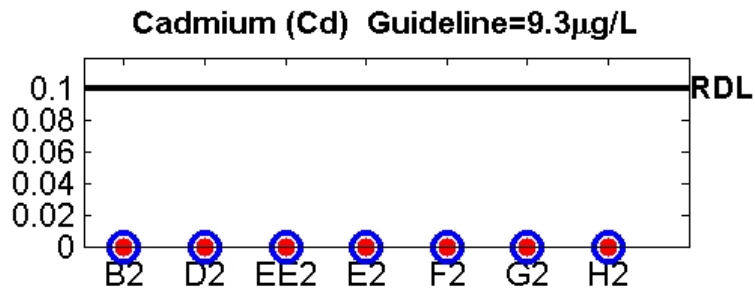 Cadmium (Cd) Guideline=9.3µg/L
0.1
RDL
0.08
0.06
0.04
0.02
0
B2 D2 EE2 E2 F2 G2 H2